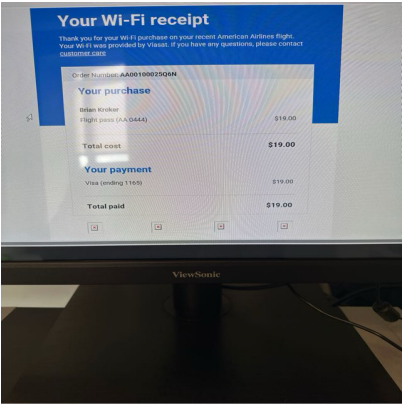 Your Wi-Fi receipt
Thank you for your Wi-Fi purchase on your recent American Airlines flight.
Your Wi-Fi was provided by Viasat. If you have any questions, please contact
customer care
Order Number: AA00100025Q6N
Your purchase
Brian Kroker
Flight pass (AA 0444) $19.00
Total cost $19.00
Your payment
Visa (ending 1165) $19.00
Total paid $19.00
ViewSonic